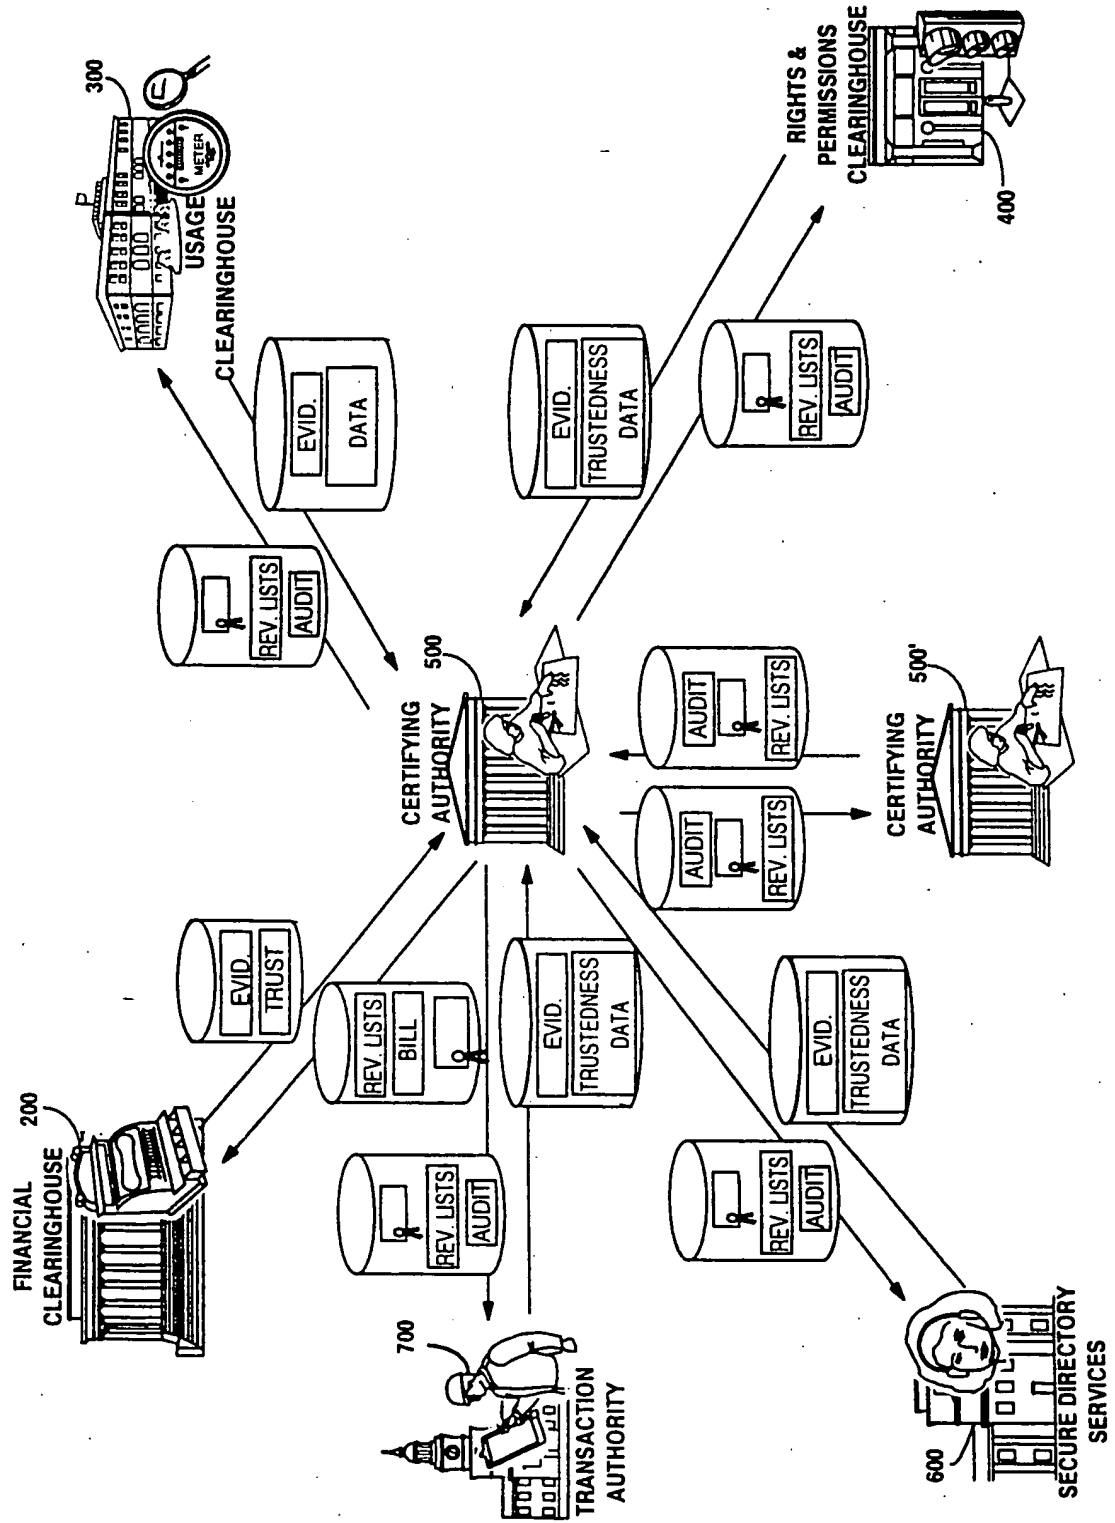 FINANCIAL
CLEARINGHOUSE
200
EVID.
TRUST
REV. LISTS
BILL
REV. LISTS
AUDIT
300
METER
USAGE
CLEARINGHOUSE
EVID.
DATA
TRANSACTION
AUTHORITY
700
REV. LISTS
AUDIT
EVID.
TRUSTEDNESS
DATA
CERTIFYING
AUTHORITY
500
EVID.
TRUSTEDNESS
DATA
REV. LISTS
AUDIT
RIGHTS &
PERMISSIONS
CLEARINGHOUSE
400
SECURE DIRECTORY
SERVICES
600
REV. LISTS
AUDIT
EVID.
TRUSTEDNESS
DATA
AUDIT
REV. LISTS
AUDIT
REV. LISTS
CERTIFYING
AUTHORITY
500'